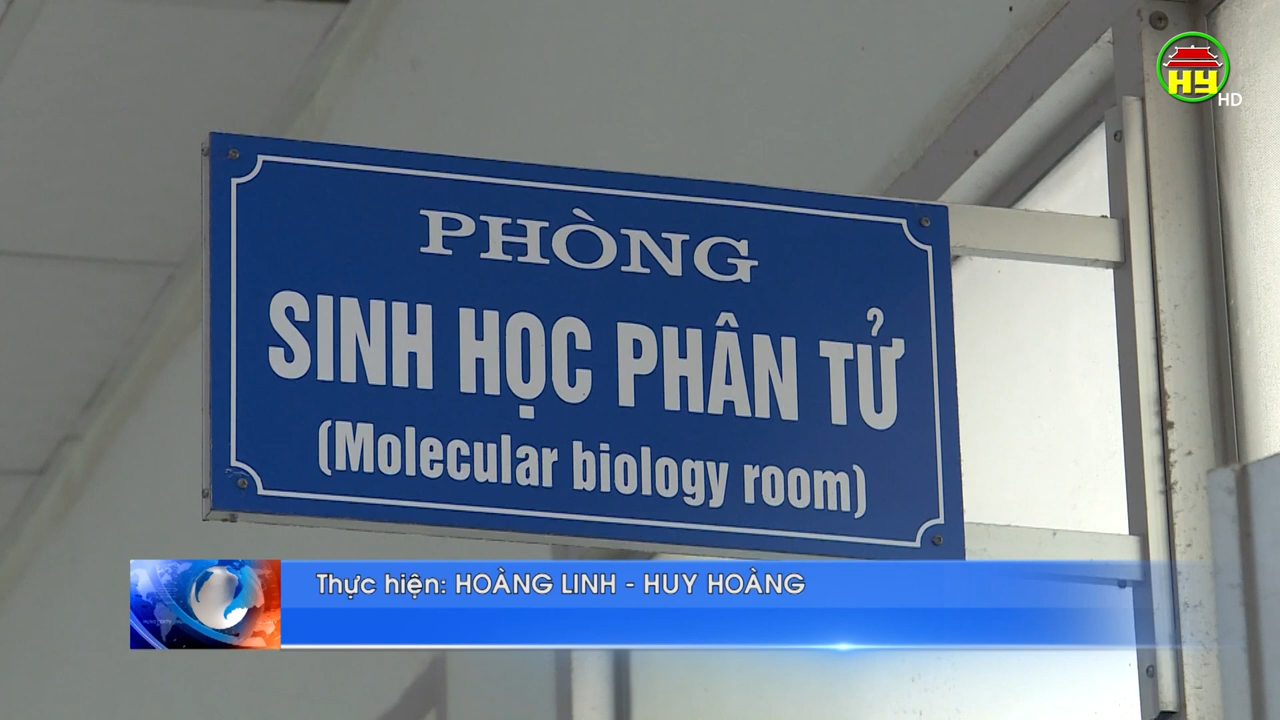 HY
HD
PHÒNG
SINH HỌC PHÂN TỬ
(Molecular biology room)
Thực hiện: HOÀNG LINH - HUY HOÀNG